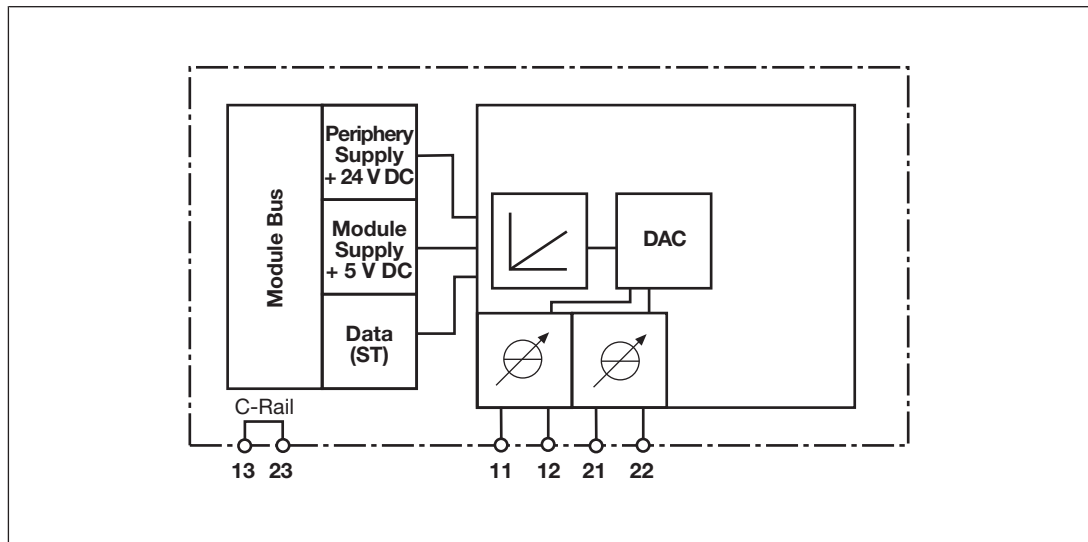 Module Bus
Periphery
Supply
+ 24 V DC
Module
Supply
+ 5 V DC
Data
(ST)
DAC
C-Rail
13 23 11 12 21 22